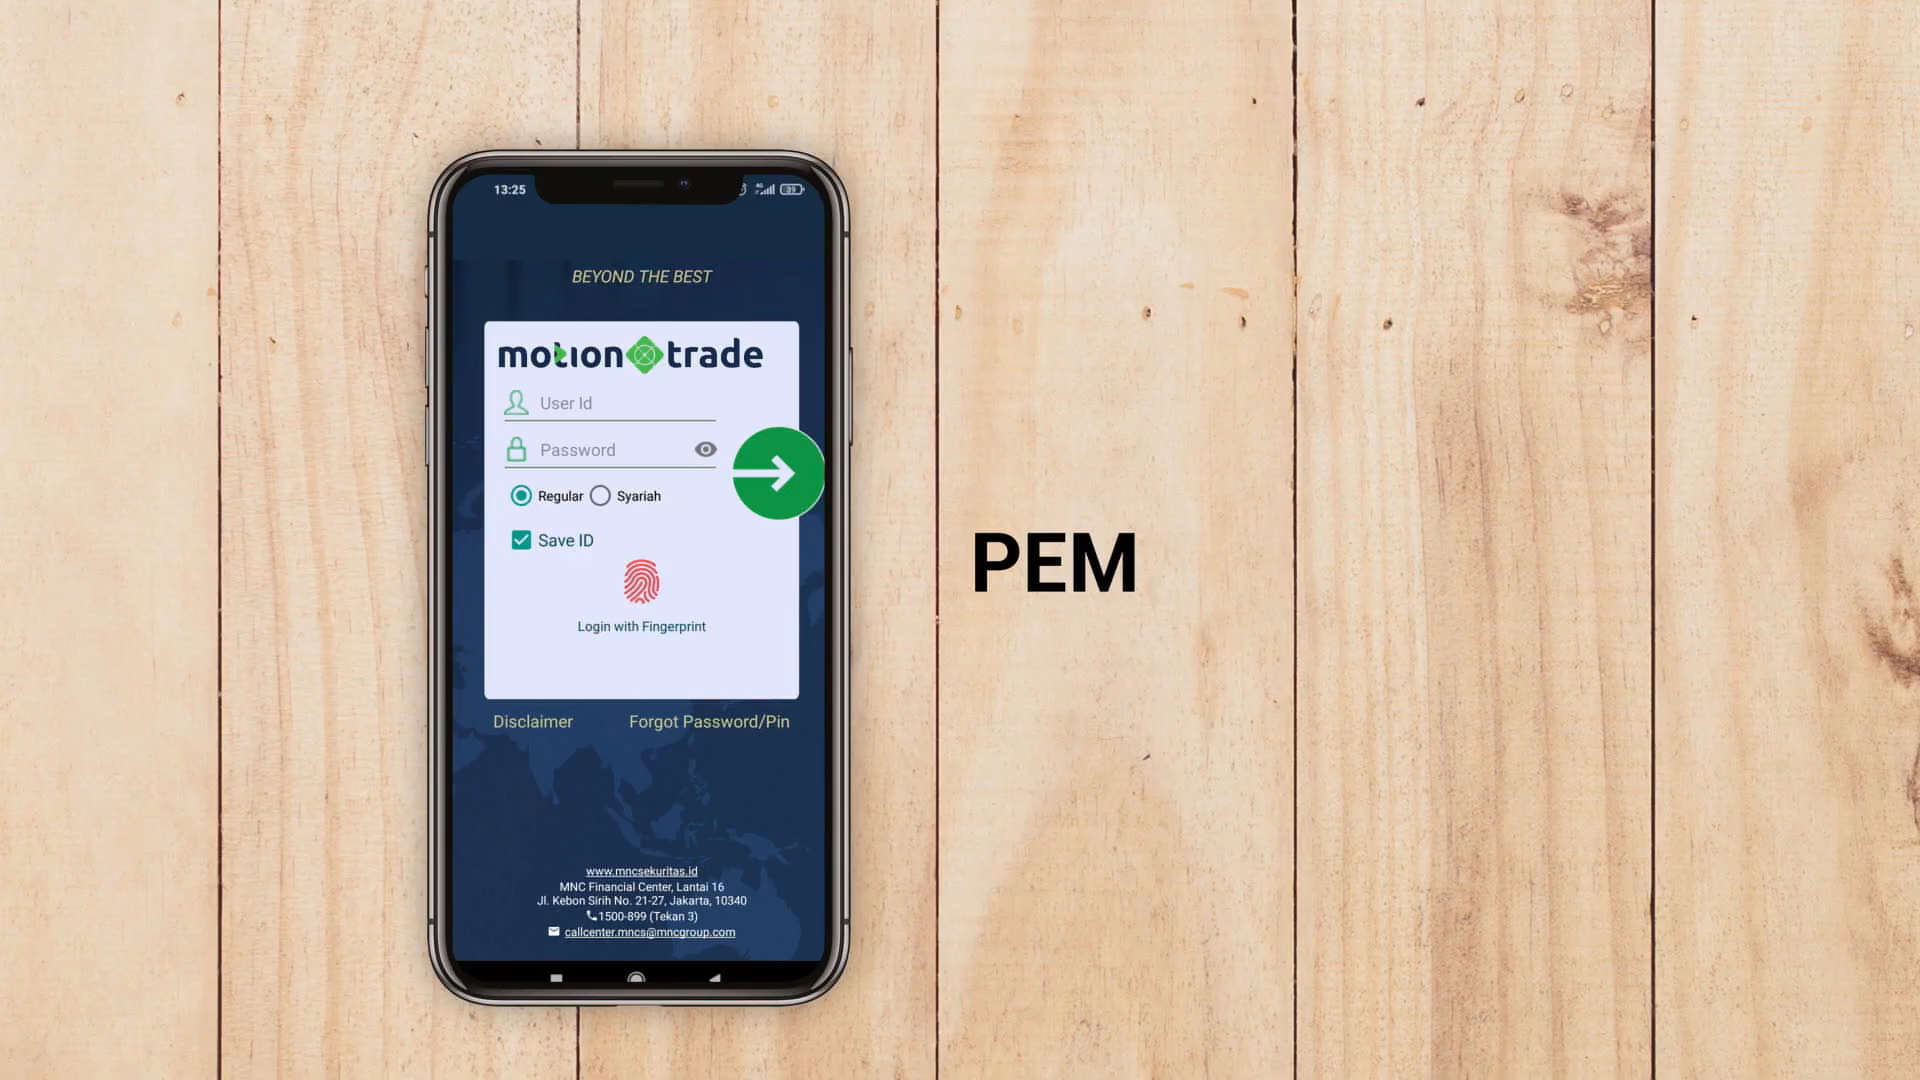 13:25
4G
39
BEYOND THE BEST
motion trade
User Id
Password
Regular
Syariah
Save ID
Login with Fingerprint
Disclaimer
Forgot Password/Pin
www.mncsekuritas.id
MNC Financial Center, Lantai 16
Jl. Kebon Sirih No. 21-27, Jakarta, 10340
1500-899 (Tekan 3)
callcenter.mncs@mncgroup.com
PEM